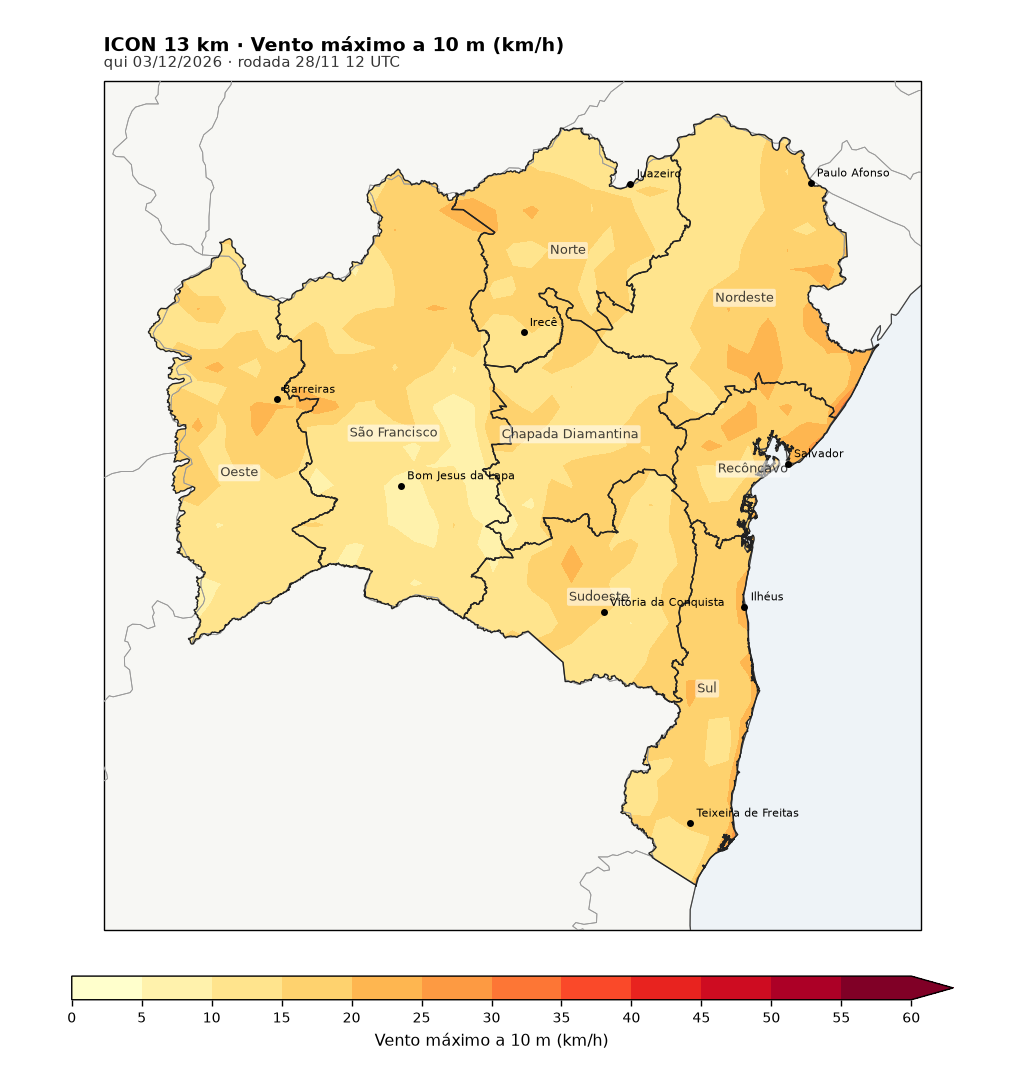 ICON 13 km · Vento máximo a 10 m (km/h)
qui 03/12/2026 · rodada 28/11 12 UTC
Juazeiro
Paulo Afonso
Norte
Nordeste
Irecê
Barreiras
São Francisco
Chapada Diamantina
Salvador
Recôncavo
Oeste
Bom Jesus da Lapa
Sudoeste
Vitória da Conquista
Ilhéus
Sul
Teixeira de Freitas
0 5 10 15 20 25 30 35 40 45 50 55 60
Vento máximo a 10 m (km/h)